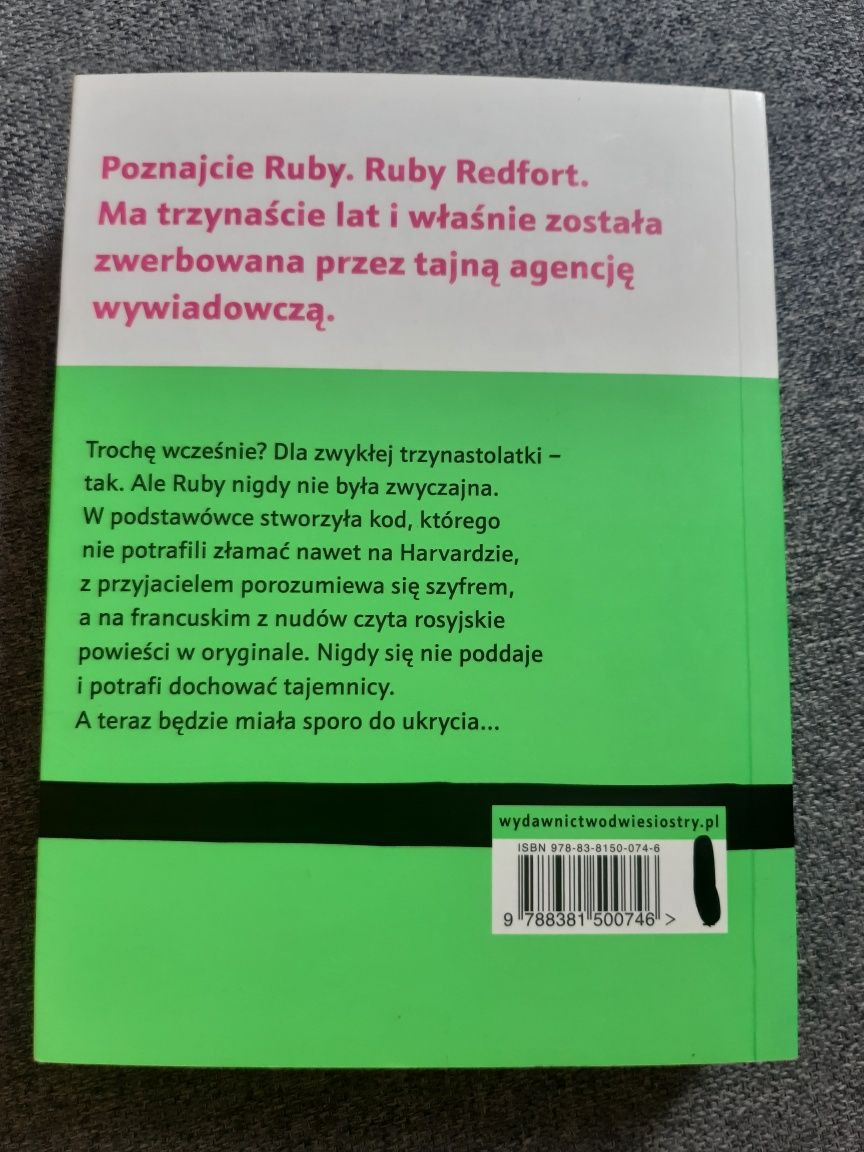 Poznajcie Ruby. Ruby Redfort.
Ma trzynaście lat i właśnie została
zwerbowana przez tajną agencję
wywiadowczą.
Trochę wcześnie? Dla zwykłej trzynastolatki –
tak. Ale Ruby nigdy nie była zwyczajna.
W podstawówce stworzyła kod, którego
nie potrafili złamać nawet na Harvardzie,
z przyjacielem porozumiewa się szyfrem,
a na francuskim z nudów czyta rosyjskie
powieści w oryginale. Nigdy się nie poddaje
i potrafi dochować tajemnicy.
A teraz będzie miała sporo do ukrycia...
wydawnictwodwiesiostry.pl
ISBN 978-83-8150-074-6
9 788381 500746 >